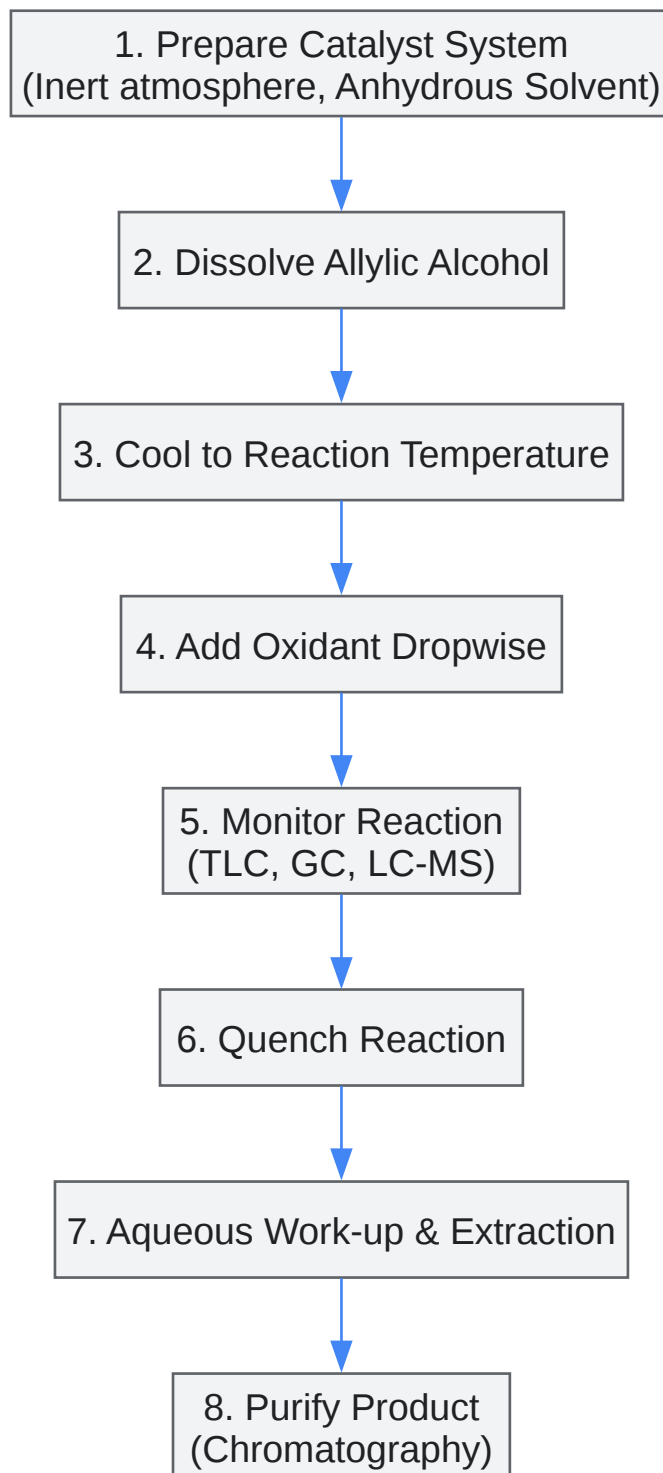 1. Prepare Catalyst System
(Inert atmosphere, Anhydrous Solvent)
2. Dissolve Allylic Alcohol
3. Cool to Reaction Temperature
4. Add Oxidant Dropwise
5. Monitor Reaction
(TLC, GC, LC-MS)
6. Quench Reaction
7. Aqueous Work-up & Extraction
8. Purify Product
(Chromatography)